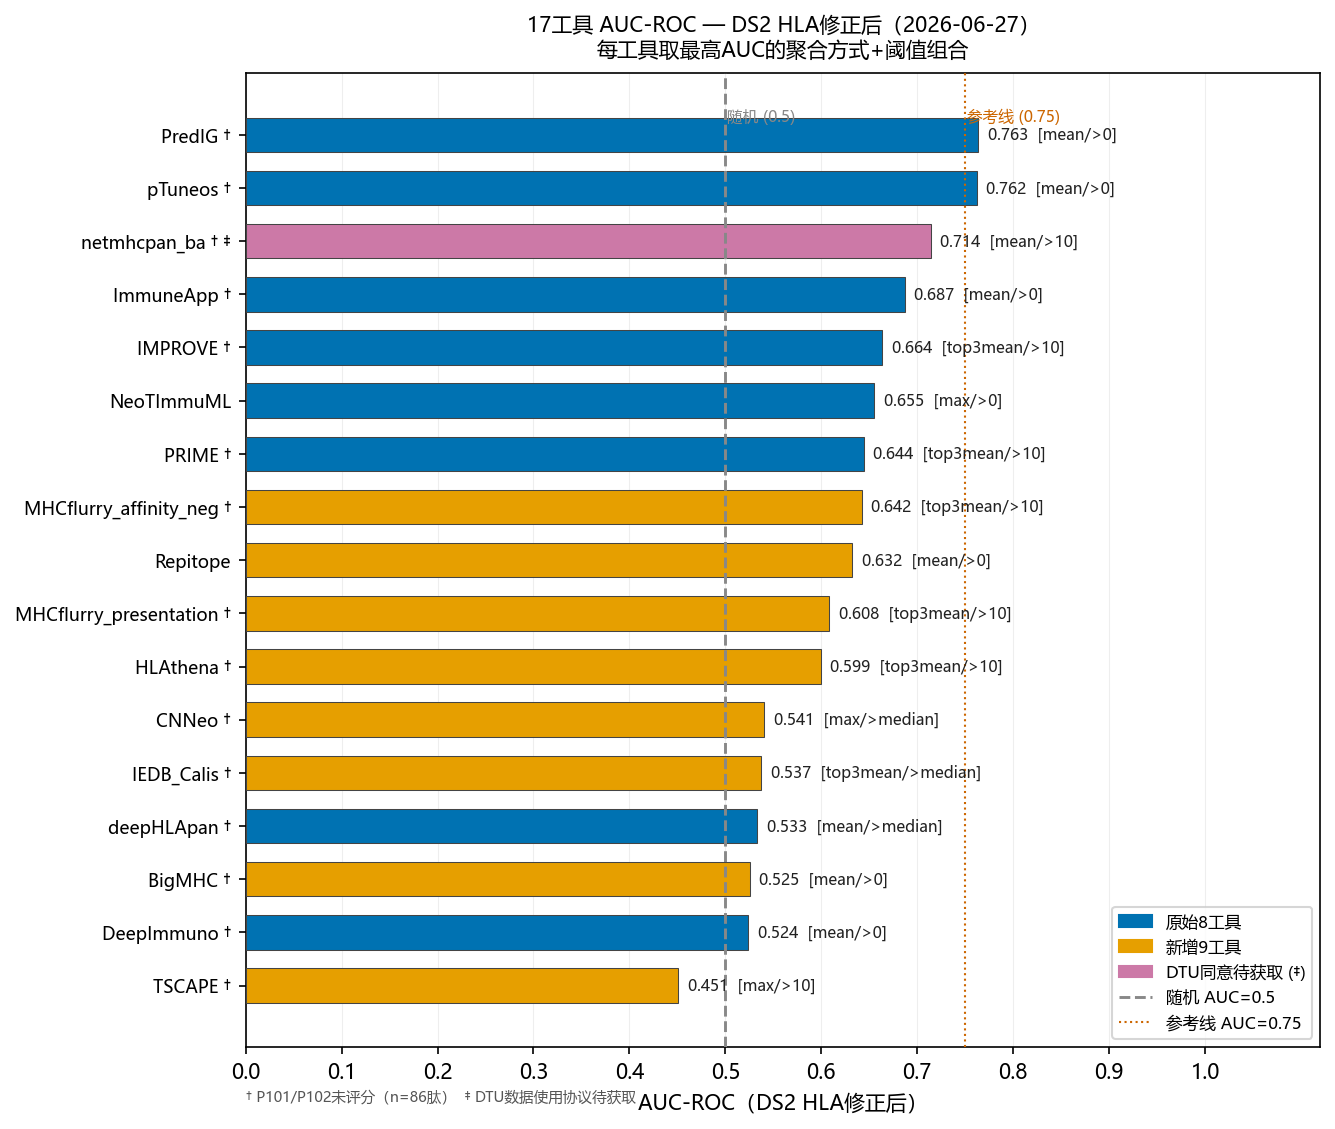 17工具 AUC-ROC — DS2 HLA修正后（2026-06-27）
每工具取最高AUC的聚合方式+阈值组合
随机 (0.5)
参考线 (0.75)
PredIG † 0.763 [mean/>0]
pTuneos † 0.762 [mean/>0]
netmhcpan_ba † ‡ 0.714 [mean/>10]
ImmuneApp † 0.687 [mean/>0]
IMPROVE † 0.664 [top3mean/>10]
NeoTImmuML 0.655 [max/>0]
PRIME † 0.644 [top3mean/>10]
MHCflurry_affinity_neg † 0.642 [top3mean/>10]
Repitope 0.632 [mean/>0]
MHCflurry_presentation † 0.608 [top3mean/>10]
HLAthena † 0.599 [top3mean/>10]
CNNeo † 0.541 [max/>median]
IEDB_Calis † 0.537 [top3mean/>median]
deepHLApan † 0.533 [mean/>median]
BigMHC † 0.525 [mean/>0]
DeepImmuno † 0.524 [mean/>0]
TSCAPE † 0.451 [max/>10]
原始8工具
新增9工具
DTU同意待获取 (‡)
随机 AUC=0.5
参考线 AUC=0.75
0.0 0.1 0.2 0.3 0.4 0.5 0.6 0.7 0.8 0.9 1.0
† P101/P102未评分（n=86肽） ‡ DTU数据使用协议待获取
AUC-ROC（DS2 HLA修正后）